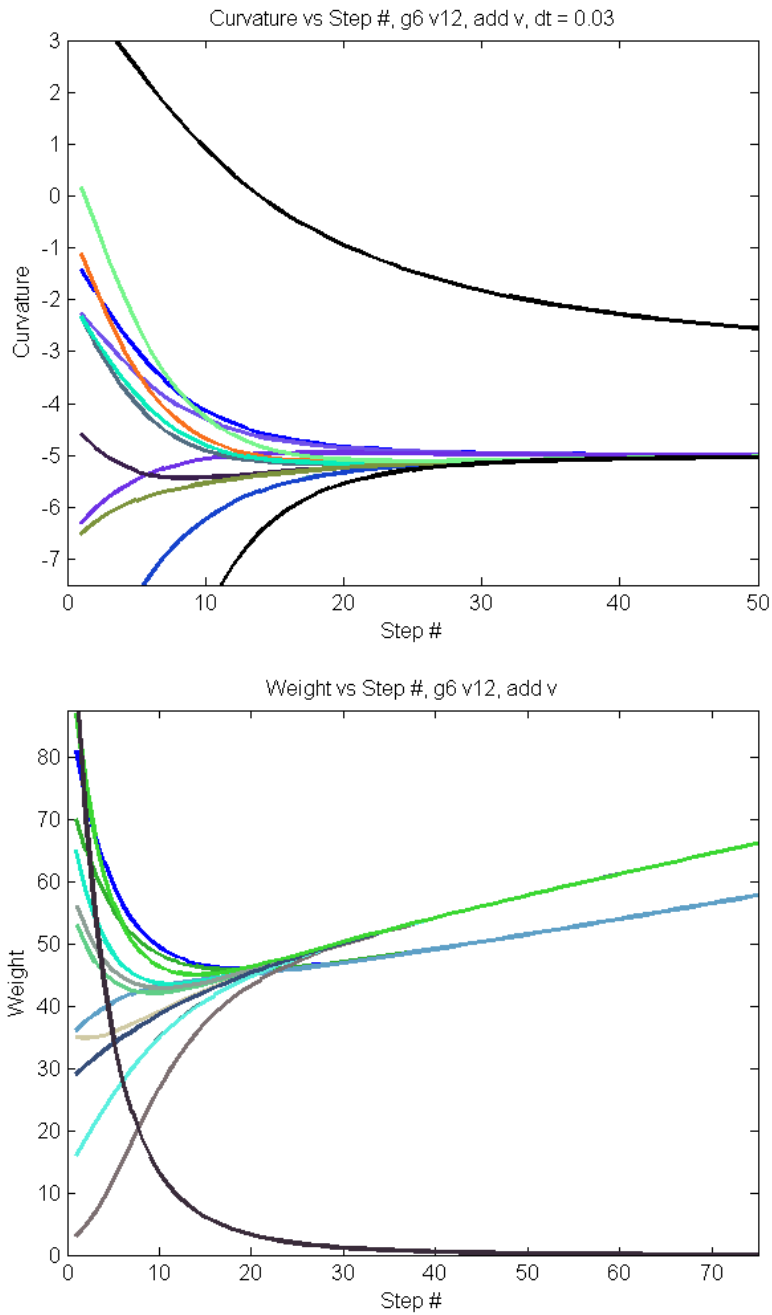 Curvature vs Step #, g6 v12, add v, dt = 0.03
3
2
1
0
-1
-2
-3
-4
-5
-6
-7
Curvature
0 10 20 30 40 50
Step #
Weight vs Step #, g6 v12, add v
80
70
60
50
40
30
20
10
0
Weight
0 10 20 30 40 50 60 70
Step #